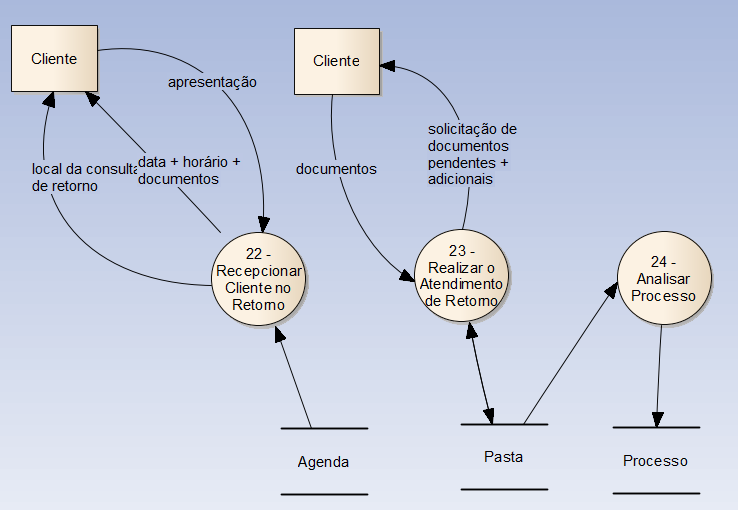 Cliente
Cliente
apresentação
local da consulta
de retorno
data + horário +
documentos
documentos
solicitação de
documentos
pendentes +
adicionais
22 -
Recepcionar
Cliente no
Retorno
23 -
Realizar o
Atendimento
de Retorno
24 -
Analisar
Processo
Agenda
Pasta
Processo